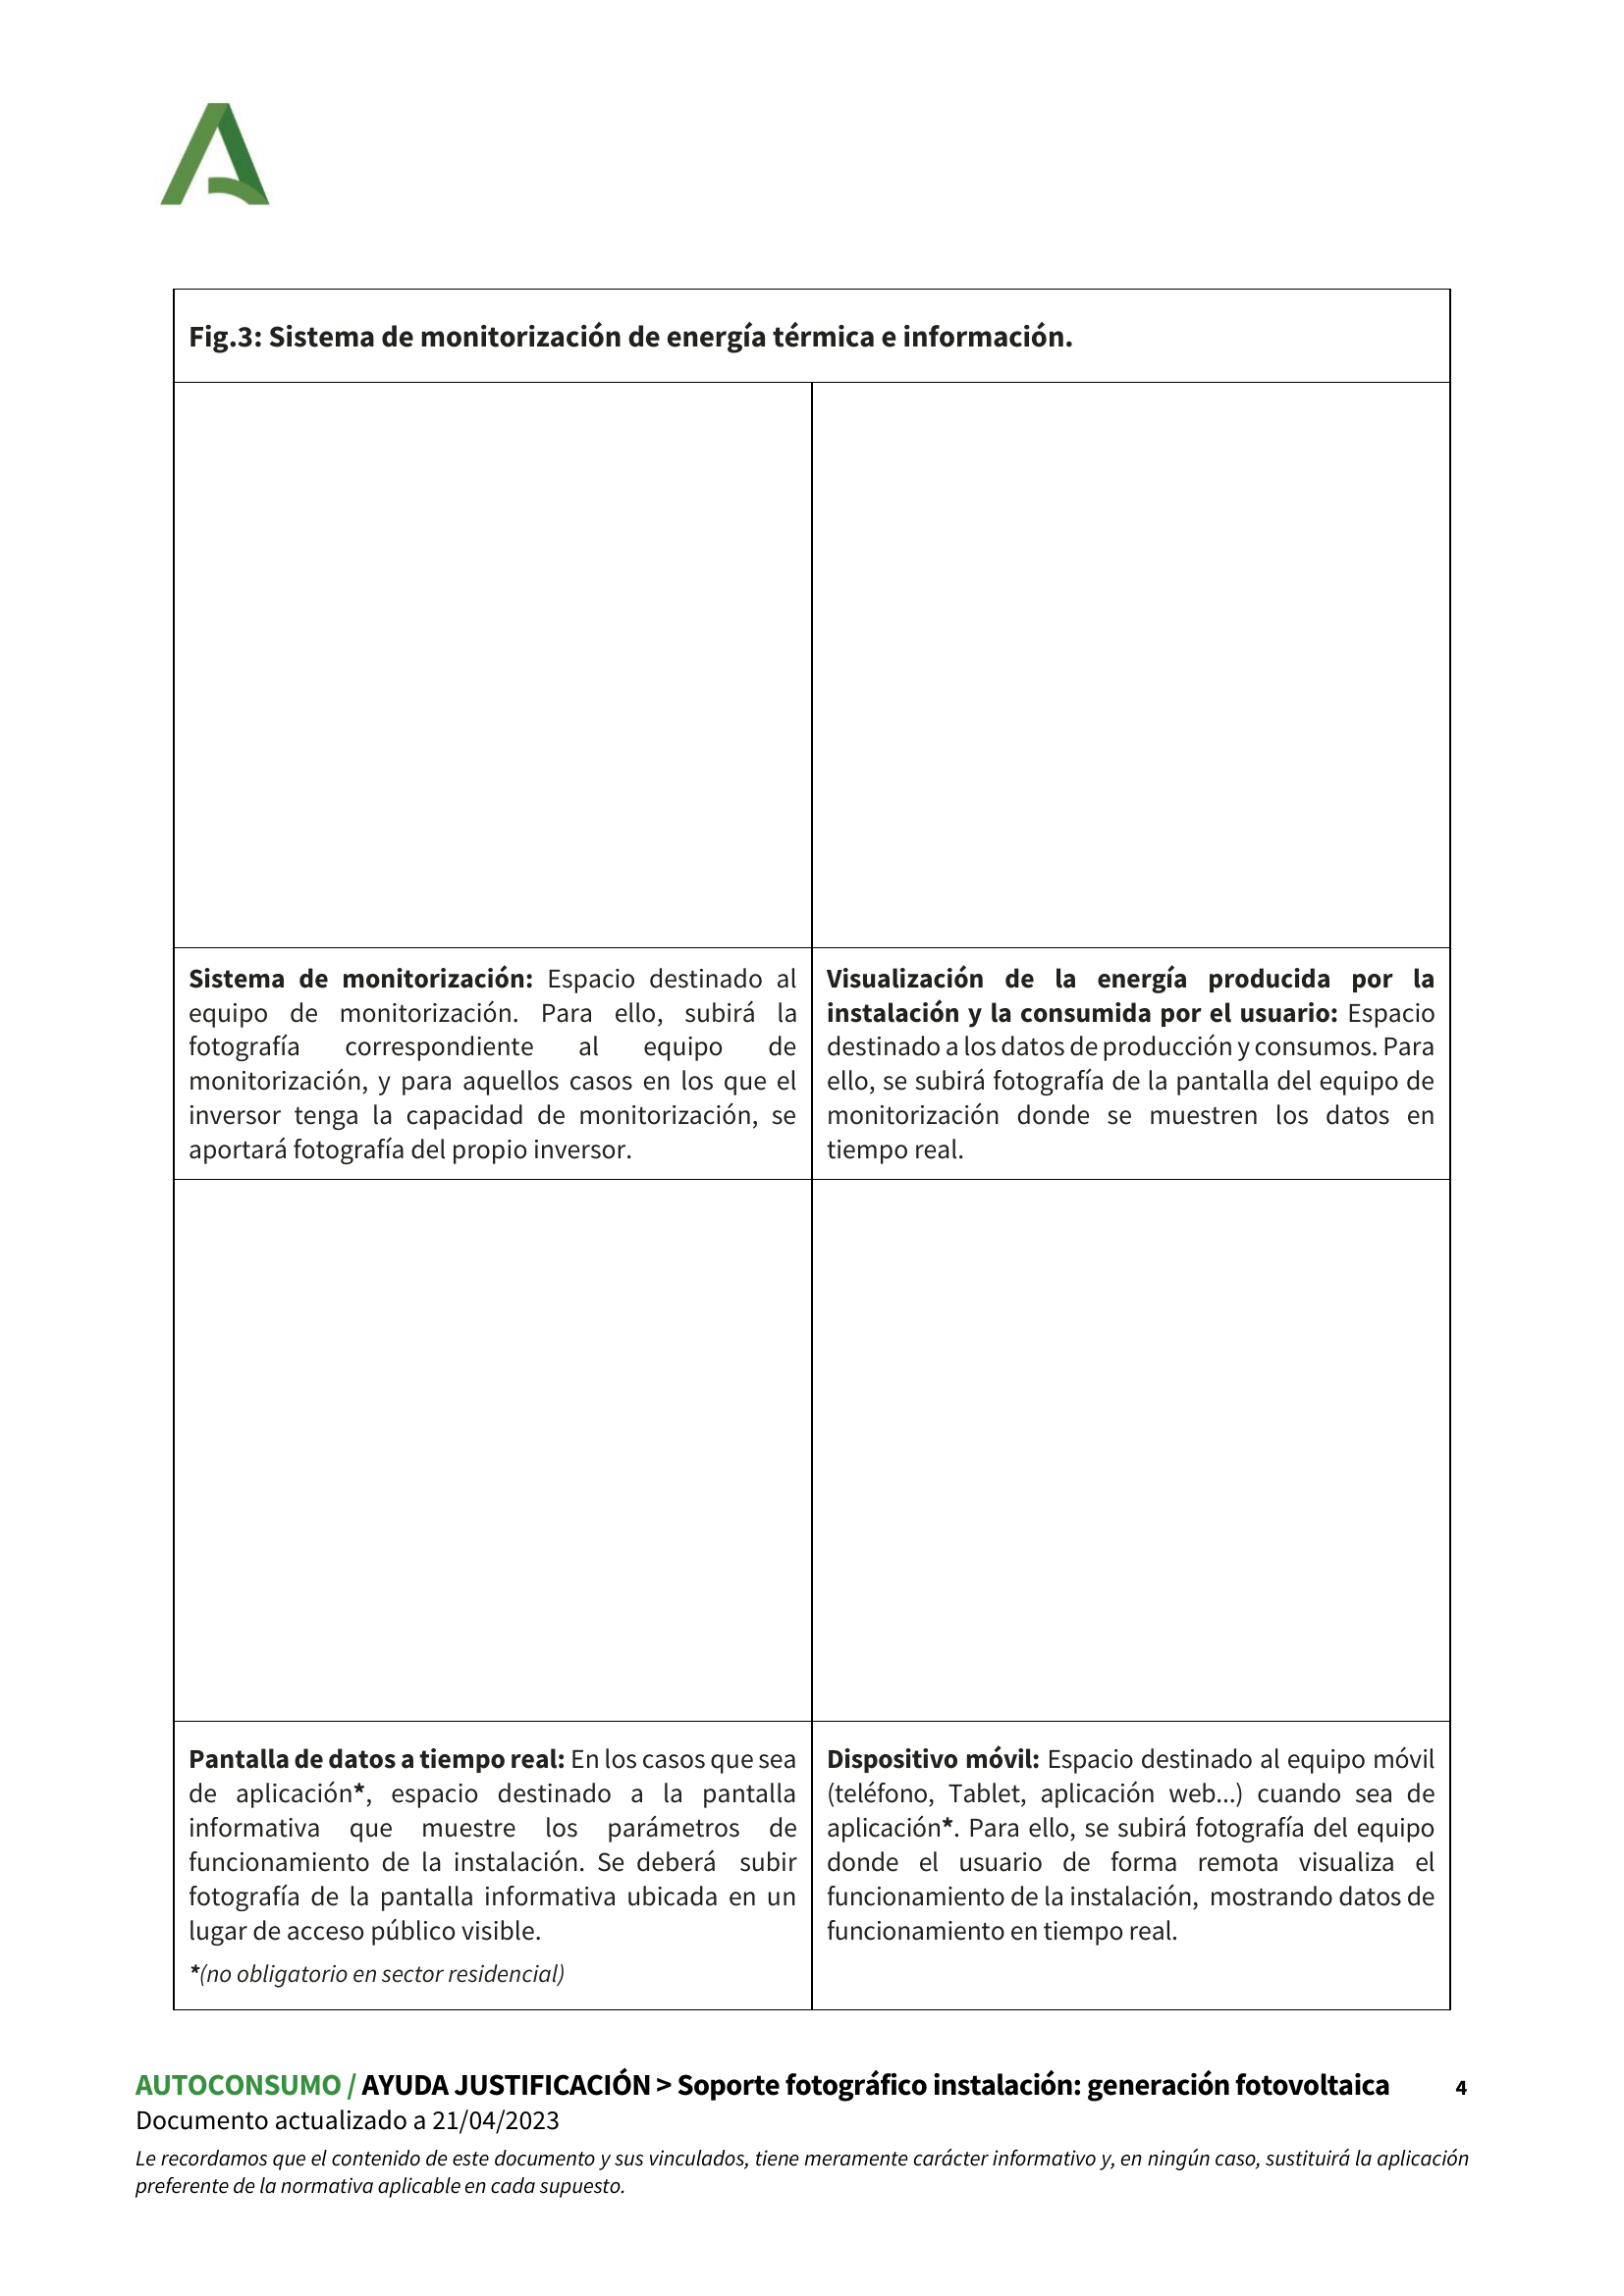 Fig.3: Sistema de monitorización de energía térmica e información.
Sistema de monitorización: Espacio destinado al
equipo de monitorización. Para ello, subirá la
fotografía correspondiente al equipo de
monitorización, y para aquellos casos en los que el
inversor tenga la capacidad de monitorización, se
aportará fotografía del propio inversor.
Visualización de la energía producida por la
instalación y la consumida por el usuario: Espacio
destinado a los datos de producción y consumos. Para
ello, se subirá fotografía de la pantalla del equipo de
monitorización donde se muestren los datos en
tiempo real.
Pantalla de datos a tiempo real: En los casos que sea
de aplicación*, espacio destinado a la pantalla
informativa que muestre los parámetros de
funcionamiento de la instalación. Se deberá subir
fotografía de la pantalla informativa ubicada en un
lugar de acceso público visible.
*(no obligatorio en sector residencial)
Dispositivo móvil: Espacio destinado al equipo móvil
(teléfono, Tablet, aplicación web...) cuando sea de
aplicación*. Para ello, se subirá fotografía del equipo
donde el usuario de forma remota visualiza el
funcionamiento de la instalación, mostrando datos de
funcionamiento en tiempo real.
AUTOCONSUMO / AYUDA JUSTIFICACIÓN > Soporte fotográfico instalación: generación fotovoltaica 4
Documento actualizado a 21/04/2023
Le recordamos que el contenido de este documento y sus vinculados, tiene meramente carácter informativo y, en ningún caso, sustituirá la aplicación
preferente de la normativa aplicable en cada supuesto.